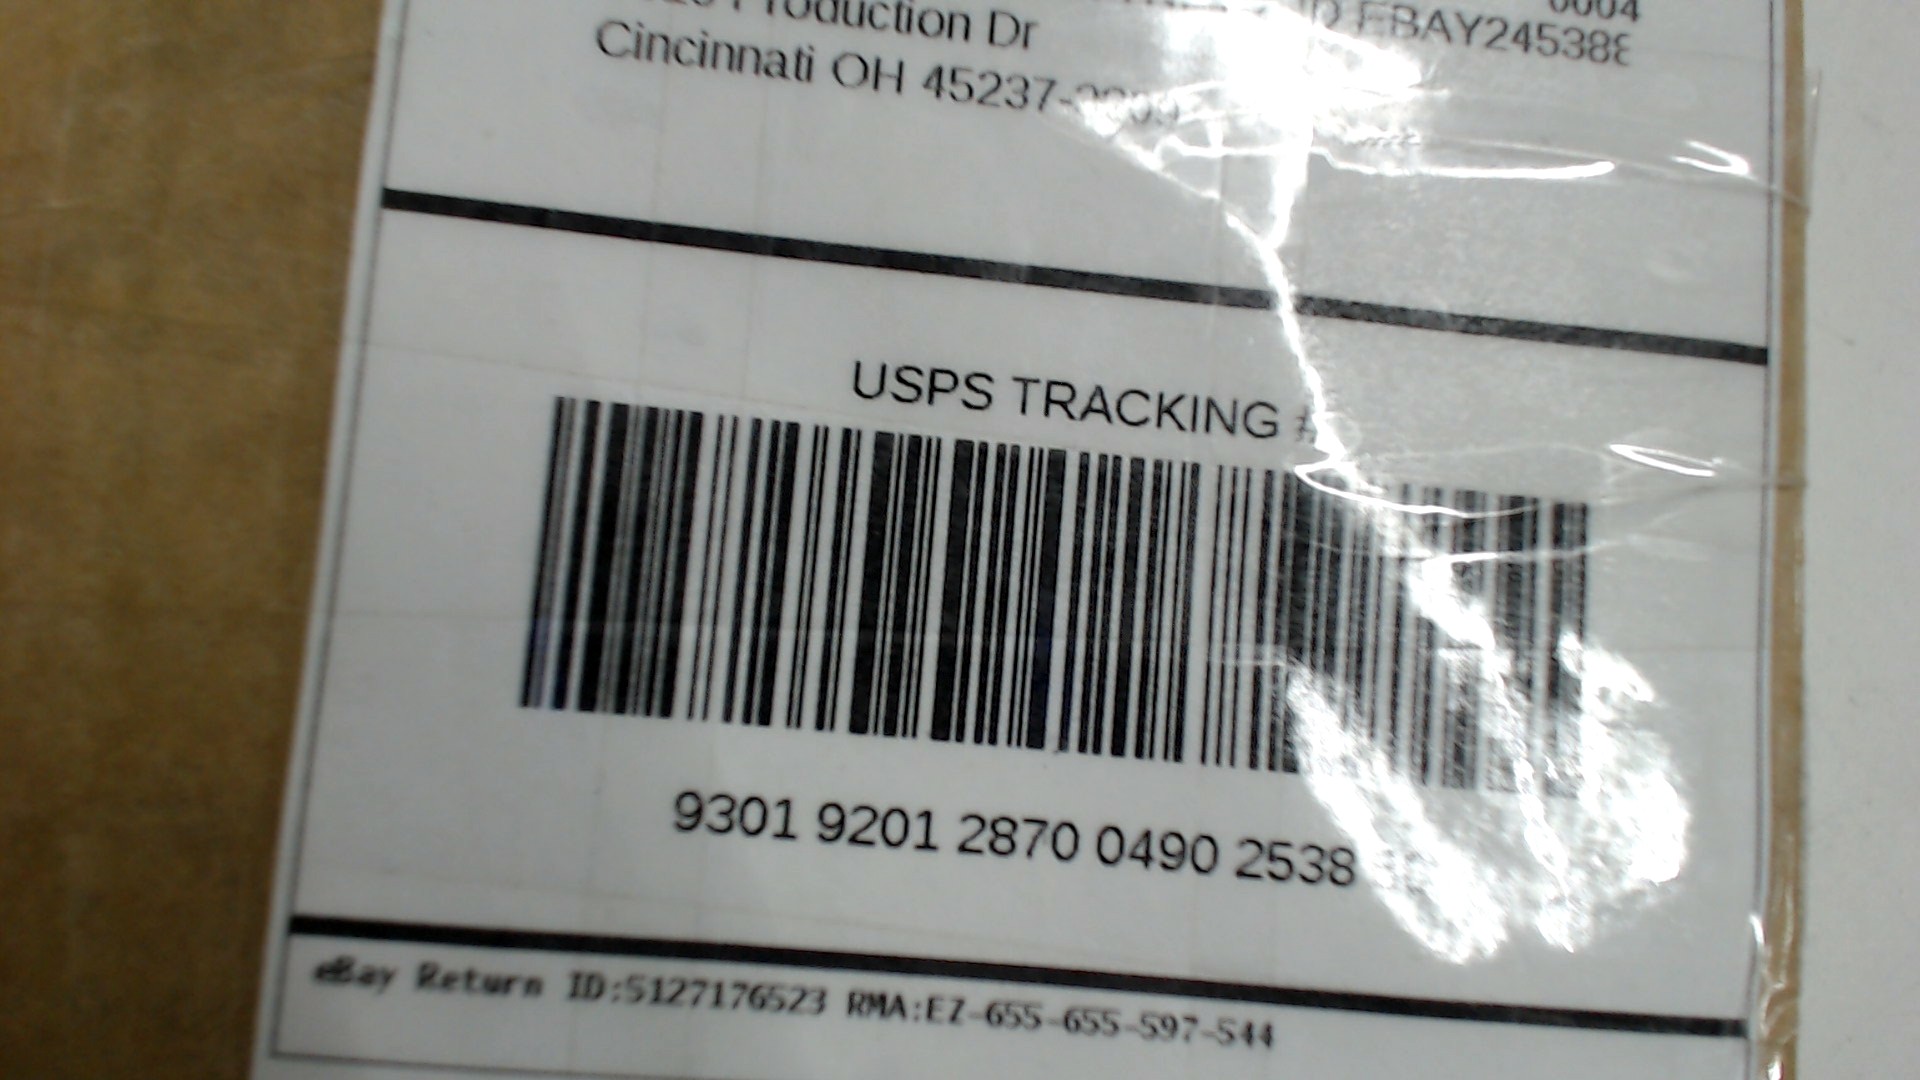 0004
Production Dr
EBAY245388
Cincinnati OH 45237-
USPS TRACKING #
9301 9201 2870 0490 2538
eBay Return ID:5127176523 RMA:EZ-655-655-597-544